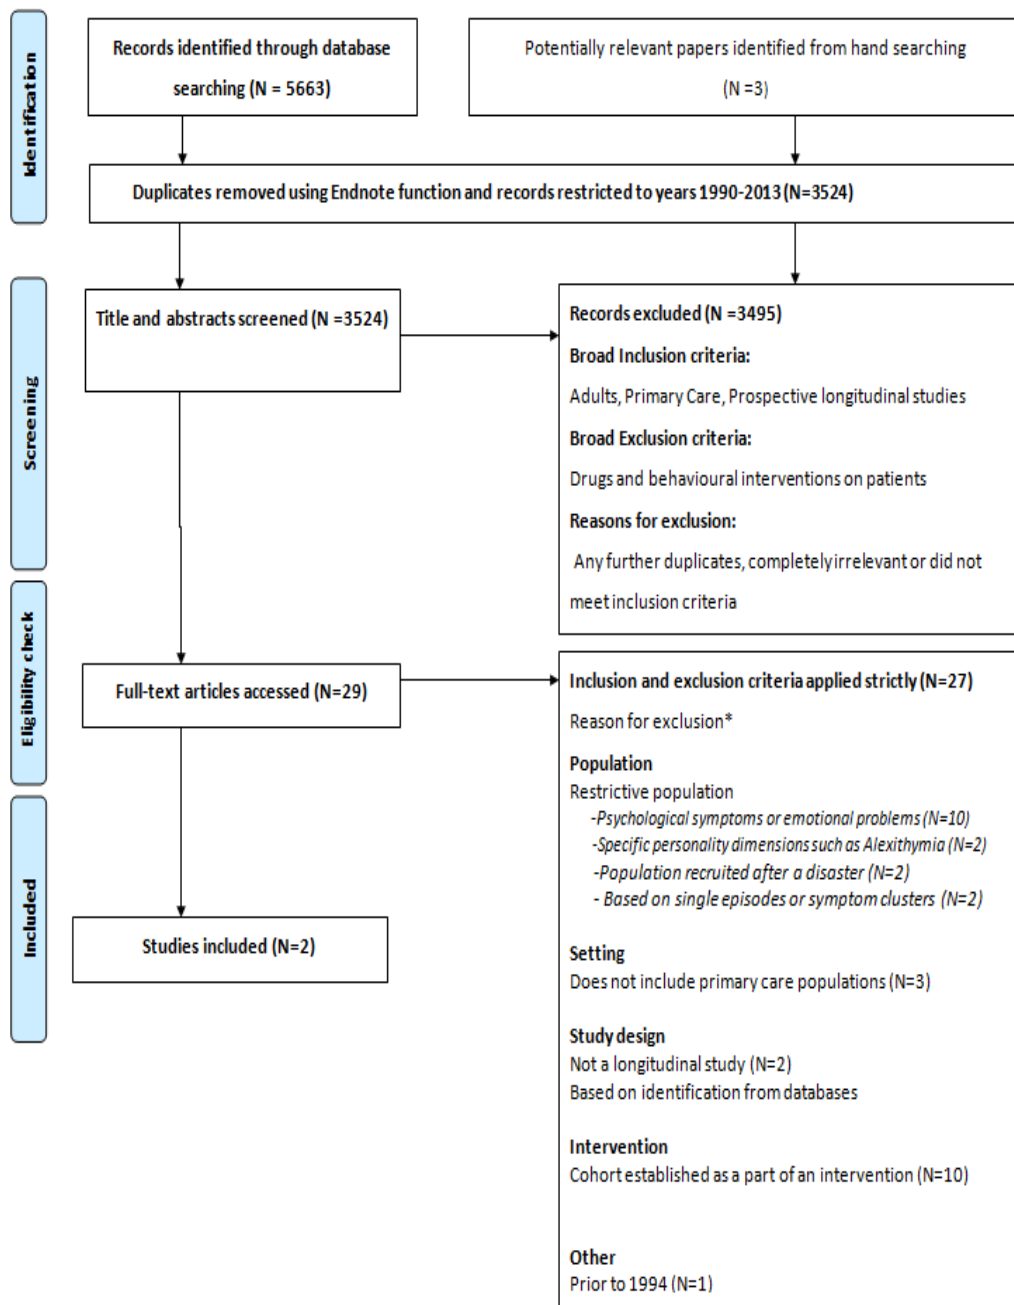 Identification
Records identified through database
searching (N = 5663)
Potentially relevant papers identified from hand searching
(N =3)
Duplicates removed using Endnote function and records restricted to years 1990-2013 (N=3524)
Screening
Title and abstracts screened (N =3524)
Records excluded (N =3495)
Broad Inclusion criteria:
Adults, Primary Care, Prospective longitudinal studies
Broad Exclusion criteria:
Drugs and behavioural interventions on patients
Reasons for exclusion:
Any further duplicates, completely irrelevant or did not
meet inclusion criteria
Eligibility check
Full-text articles accessed (N=29)
Inclusion and exclusion criteria applied strictly (N=27)
Reason for exclusion*
Population
Restrictive population
-Psychological symptoms or emotional problems (N=10)
-Specific personality dimensions such as Alexithymia (N=2)
-Population recruited after a disaster (N=2)
- Based on single episodes or symptom clusters (N=2)
Setting
Does not include primary care populations (N=3)
Study design
Not a longitudinal study (N=2)
Based on identification from databases
Intervention
Cohort established as a part of an intervention (N=10)
Other
Prior to 1994 (N=1)
Included
Studies included (N=2)